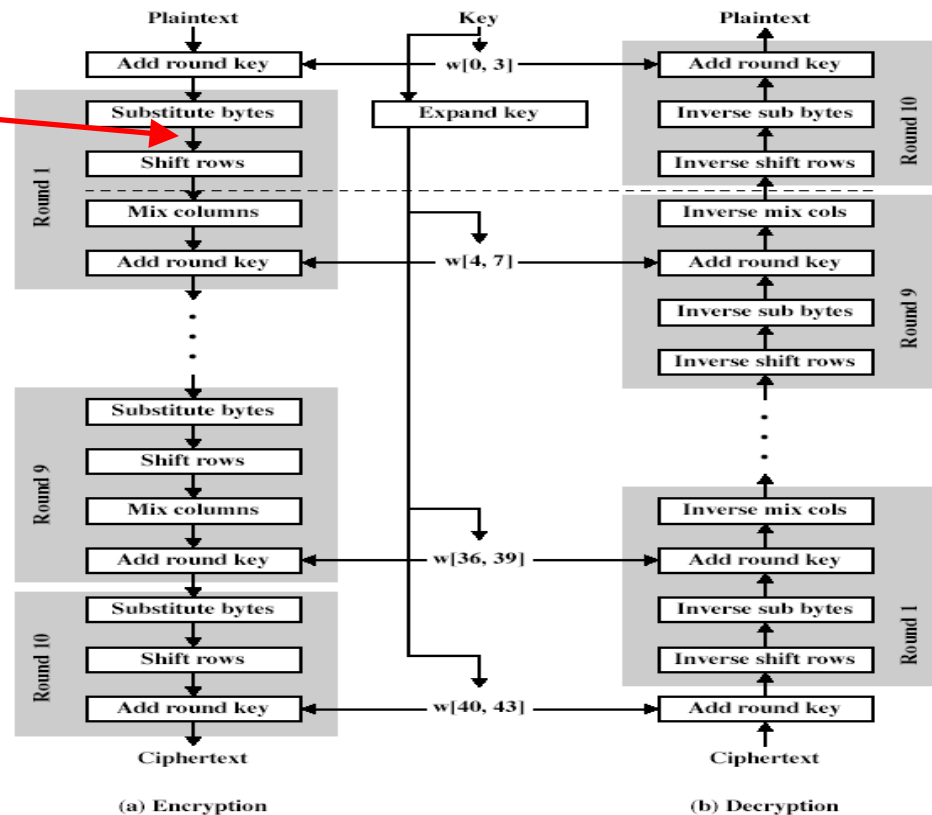 Plaintext
Key
Plaintext
Add round key
w[0, 3]
Add round key
Substitute bytes
Expand key
Inverse sub bytes
Shift rows
Inverse shift rows
Round 1
Round 10
Mix columns
Inverse mix cols
Add round key
w[4, 7]
Add round key
Inverse sub bytes
Round 9
Inverse shift rows
Substitute bytes
Shift rows
Round 9
Mix columns
Inverse mix cols
Add round key
w[36, 39]
Add round key
Substitute bytes
Inverse sub bytes
Round 1
Shift rows
Inverse shift rows
Round 10
Add round key
w[40, 43]
Add round key
Ciphertext
Ciphertext
(a) Encryption
(b) Decryption